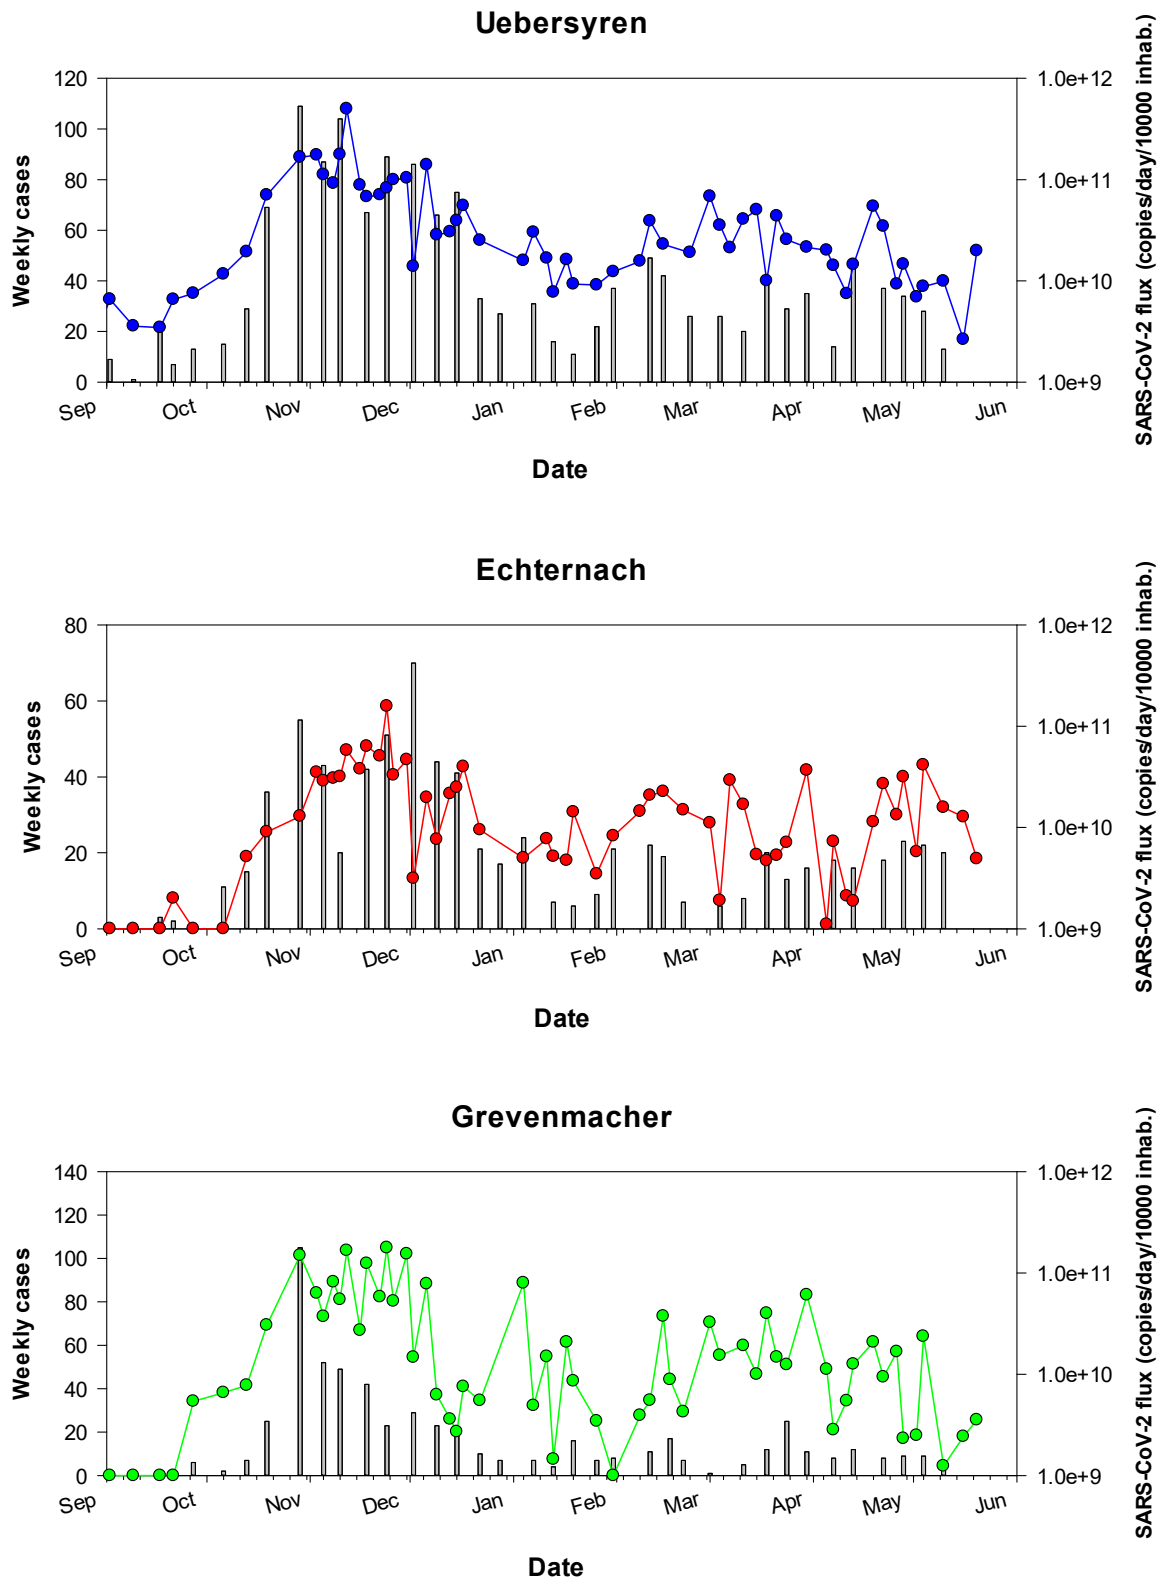 Uebersyren
120
100
80
60
40
20
0
Weekly cases
1.0e+12
1.0e+11
1.0e+10
1.0e+9
SARS-CoV-2 flux (copies/day/10000 inhab.)
Sep Oct Nov Dec Jan Feb Mar Apr May Jun
Date
Echternach
80
60
40
20
0
Weekly cases
1.0e+12
1.0e+11
1.0e+10
1.0e+9
SARS-CoV-2 flux (copies/day/10000 inhab.)
Sep Oct Nov Dec Jan Feb Mar Apr May Jun
Date
Grevenmacher
140
120
100
80
60
40
20
0
Weekly cases
1.0e+12
1.0e+11
1.0e+10
1.0e+9
SARS-CoV-2 flux (copies/day/10000 inhab.)
Sep Oct Nov Dec Jan Feb Mar Apr May Jun
Date